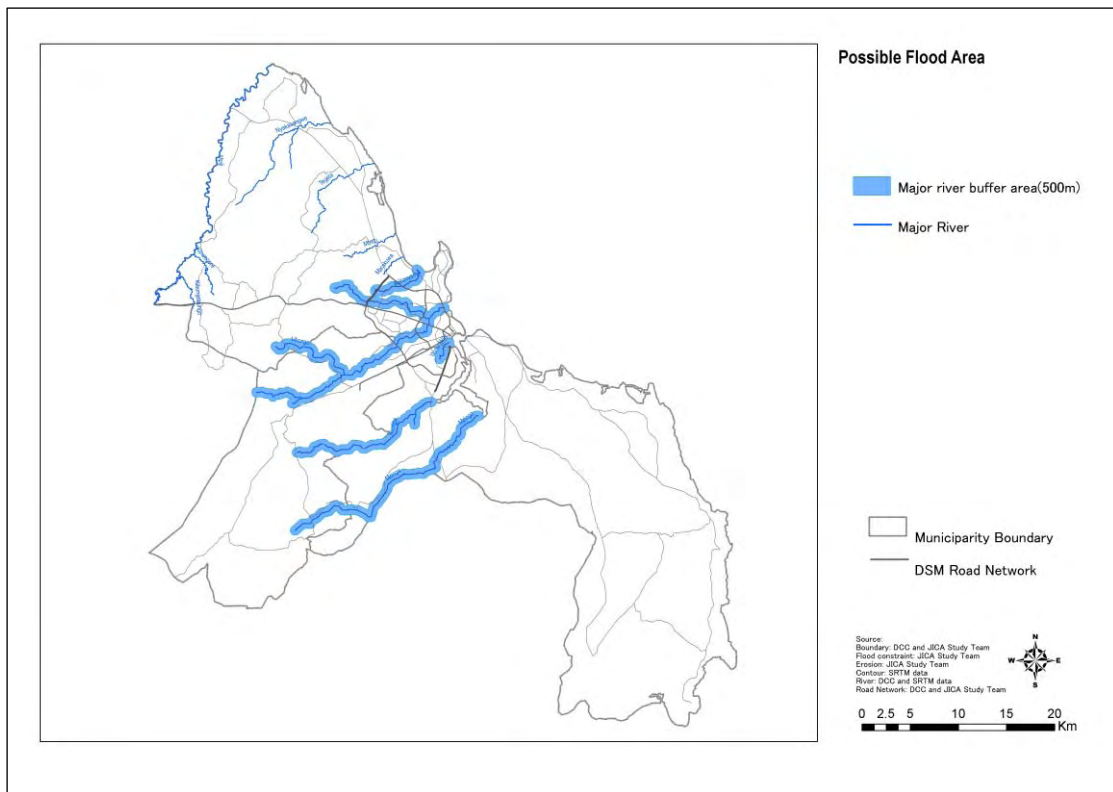 Possible Flood Area
Major river buffer area(500m)
Major River
Municiparity Boundary
DSM Road Network
Source:
Boundary: DCC and JICA Study Team
Flood constraint: JICA Study Team
Erosion: JICA Study Team
Contour: SRTM data
River: DCC and SRTM data
Road Network: DCC and JICA Study Team
N
W
E
S
0 2.5 5 10 15 20
Km